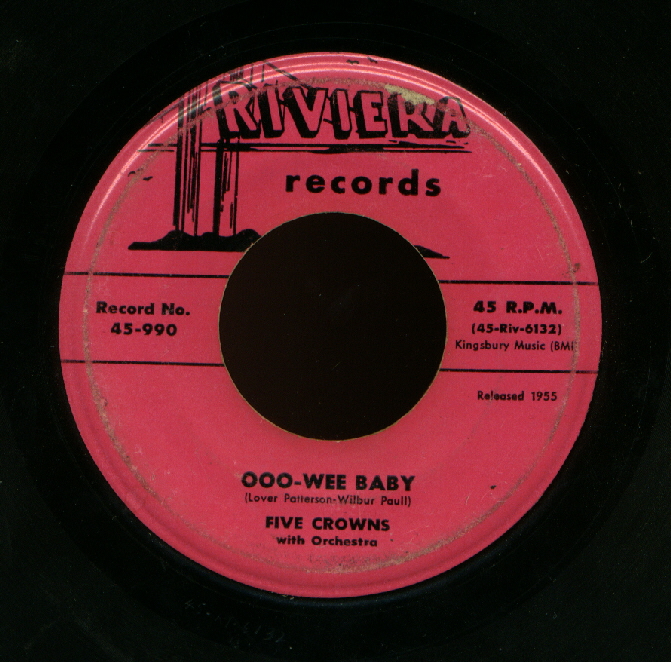 RIVIERA
records
Record No.
45-990
45 R.P.M.
(45-Riv-6132)
Kingsbury Music (BMI
Released 1955
OOO-WEE BABY
(Lover Patterson-Wilbur Paull)
FIVE CROWNS
with Orchestra